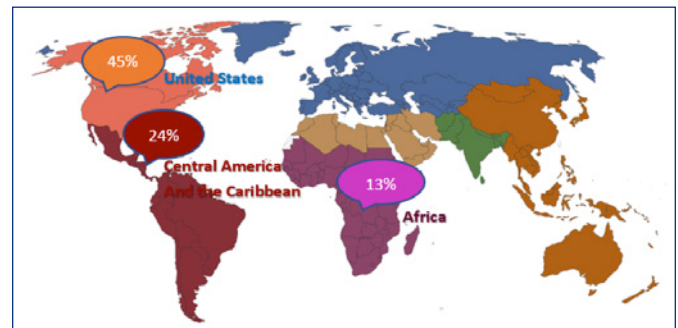 45%
United States
24%
Central America
And the Caribbean
13%
Africa